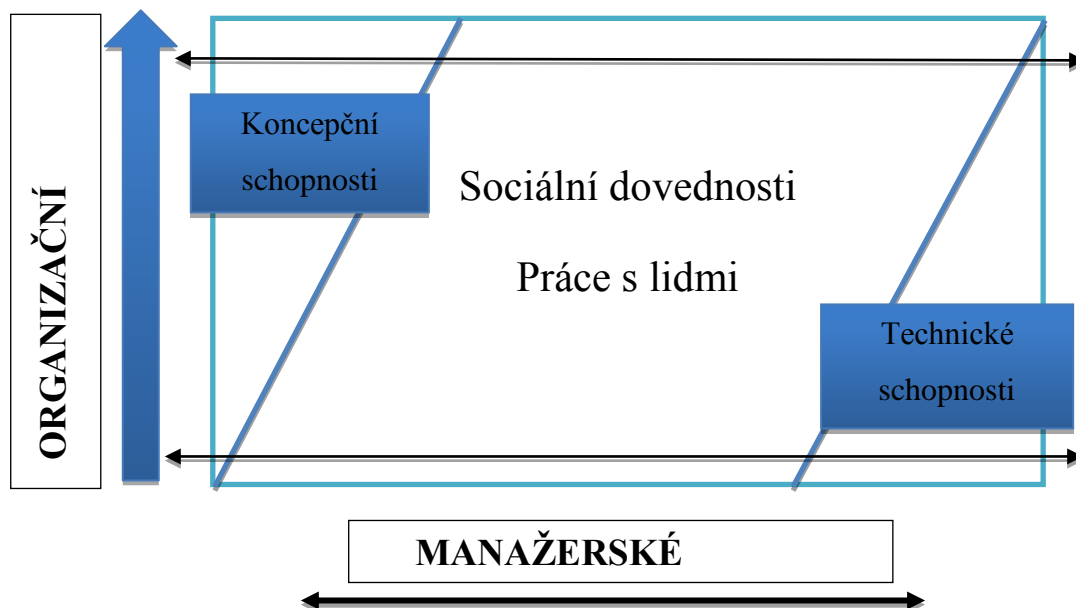 Koncepční
schopnosti
Sociální dovednosti
Práce s lidmi
Technické
schopnosti
ORGANIZAČNÍ
MANAŽERSKÉ